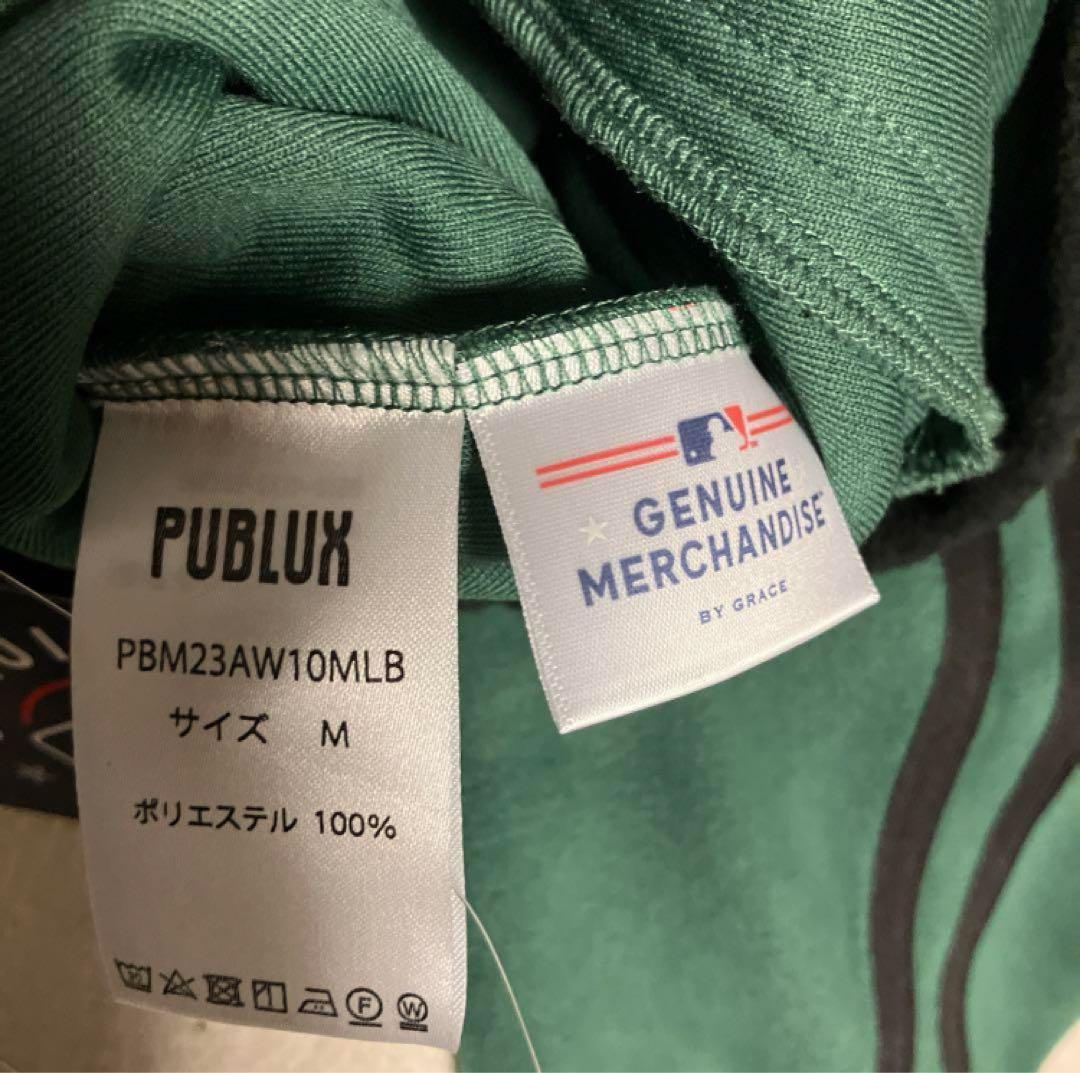 PUBLUX
PBM23AW10MLB
サイズ M
ポリエステル 100%
F W
GENUINE
MERCHANDISE
BY GRACE